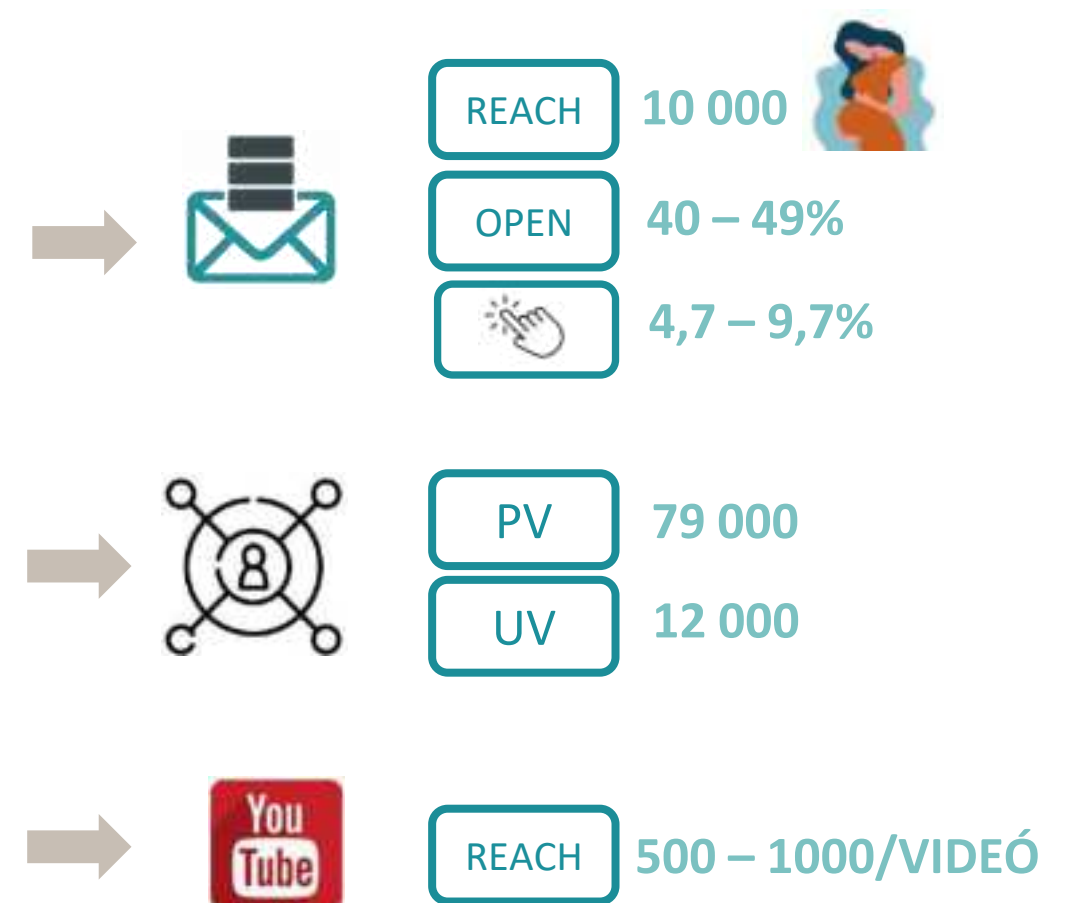 REACH 10 000
OPEN 40 – 49%
4,7 – 9,7%
PV 79 000
UV 12 000
You
Tube
REACH 500 – 1000/VIDEÓ